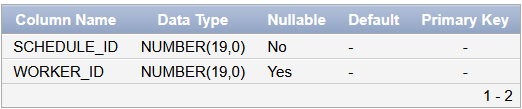 Column Name Data Type Nullable Default Primary Key
SCHEDULE_ID NUMBER(19,0) No - -
WORKER_ID NUMBER(19,0) Yes - -
1 - 2